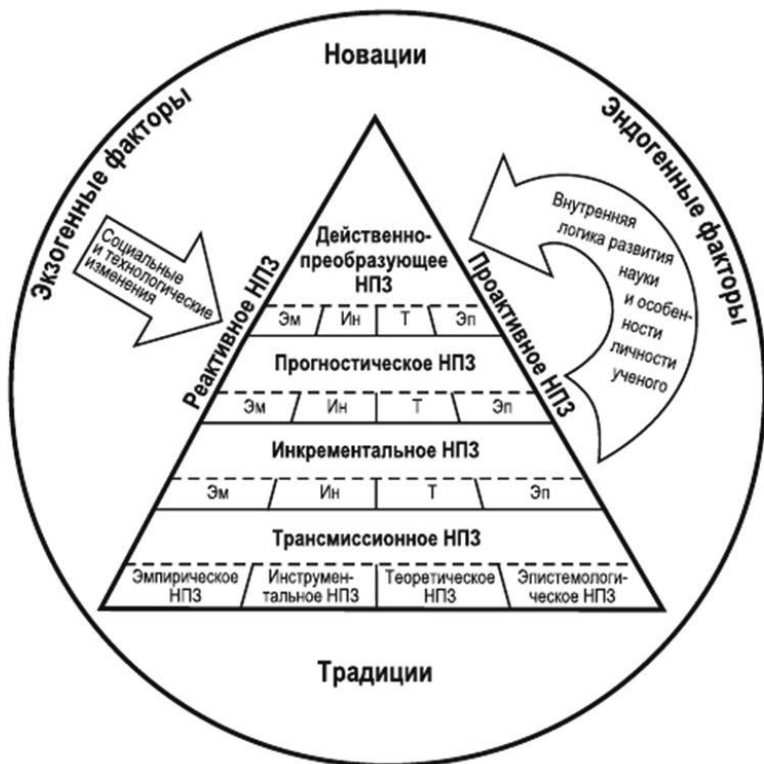 Новации
Экзогенные факторы
Эндогенные факторы
Социальные
и технологические
изменения
Внутренняя
логика развития
науки
и особен-
ности
личности
ученого
Реактивное НПЗ
Проактивное НПЗ
Действенно-
преобразующее
НПЗ
Эм Ин Т Эп
Прогностическое НПЗ
Эм Ин Т Эп
Инкрементальное НПЗ
Эм Ин Т Эп
Трансмиссионное НПЗ
Эмпирическое
НПЗ
Инструмен-
тальное НПЗ
Теоретическое
НПЗ
Эпистемологи-
ческое НПЗ
Традиции